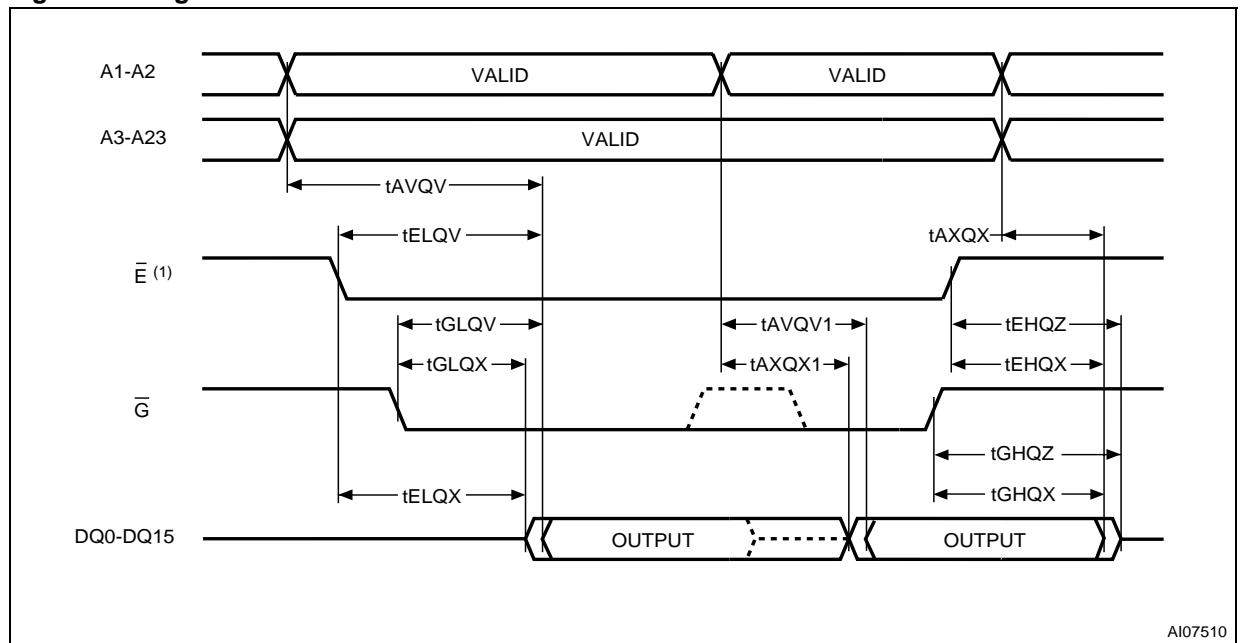 A1-A2
VALID
VALID
A3-A23
VALID
tAVQV
tELQV
tAXQX
E̅ (1)
tGLQV
tAVQV1
tEHQZ
tGLQX
tAXQX1
tEHQX
G̅
tGHQZ
tELQX
tGHQX
DQ0-DQ15
OUTPUT
OUTPUT
AI07510